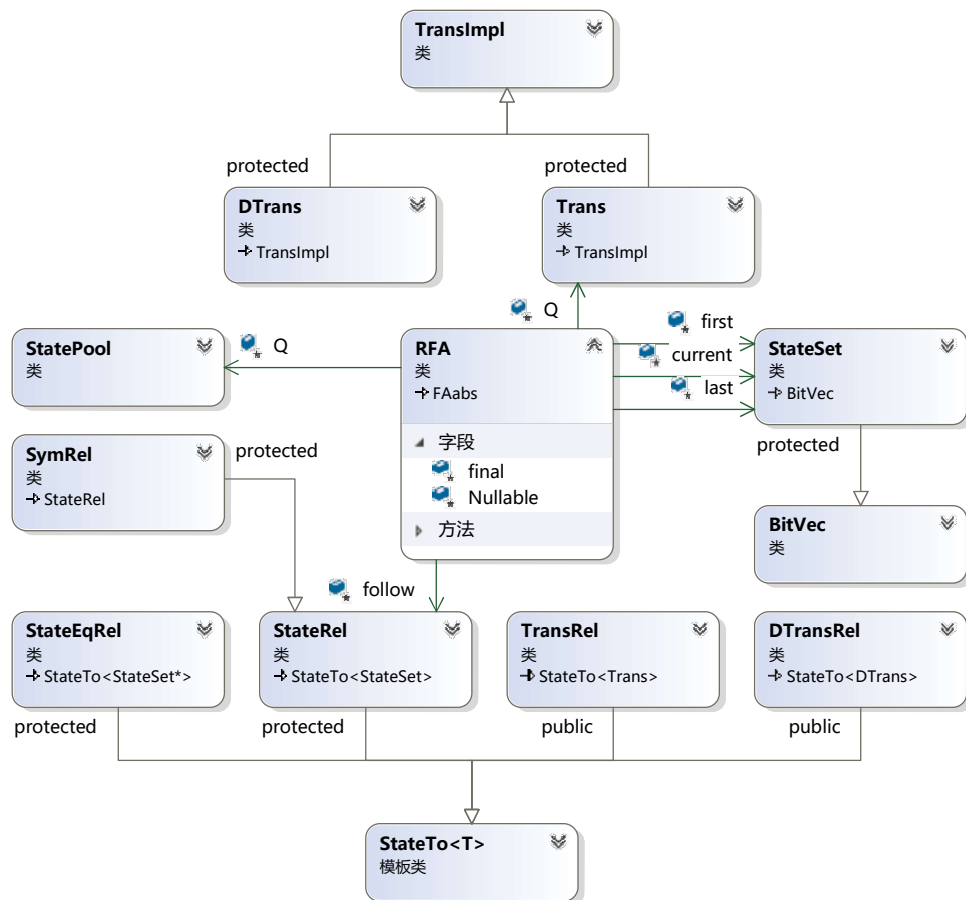 TransImpl
类
protected
protected
DTrans
类
TransImpl
Trans
类
TransImpl
Q
first
current
last
Q
StatePool
类
RFA
类
FAabs
字段
final
Nullable
方法
StateSet
类
BitVec
protected
SymRel
类
StateRel
protected
BitVec
类
follow
StateEqRel
类
StateTo<StateSet*>
StateRel
类
StateTo<StateSet>
TransRel
类
StateTo<Trans>
DTransRel
类
StateTo<DTrans>
protected
protected
public
public
StateTo<T>
模板类